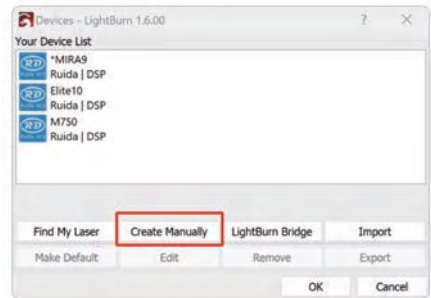 Devices - LightBurn 1.6.00
Your Device List
*MIRA9
Ruida | DSP
Elite10
Ruida | DSP
M750
Ruida | DSP
Find My Laser Create Manually LightBurn Bridge Import
Make Default Edit Remove Export
OK Cancel